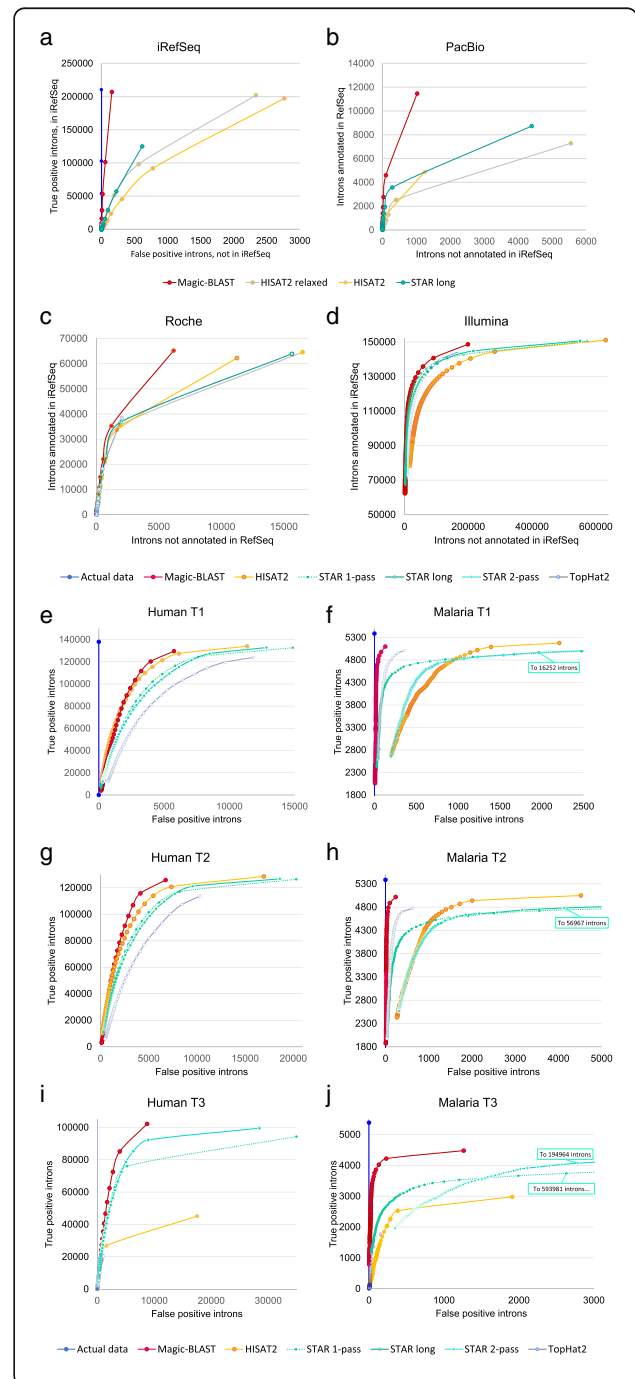 a
iRefSeq
True positive introns, in iRefSeq
250000
200000
150000
100000
50000
0
0 500 1000 1500 2000 2500 3000
False positive introns, not in iRefSeq
b
PacBio
Introns annotated in RefSeq
14000
12000
10000
8000
6000
4000
2000
0
0 1000 2000 3000 4000 5000 6000
Introns not annotated in iRefSeq
Magic-BLAST HISAT2 relaxed HISAT2 STAR long
c
Roche
Introns annotated in iRefSeq
70000
60000
50000
40000
30000
20000
10000
0
0 5000 10000 15000
Introns not annotated in RefSeq
d
Illumina
Introns annotated in iRefSeq
150000
130000
110000
90000
70000
50000
0 200000 400000 600000
Introns not annotated in iRefSeq
Actual data Magic-BLAST HISAT2 STAR 1-pass STAR long STAR 2-pass TopHat2
e
Human T1
True positive introns
140000
120000
100000
80000
60000
40000
20000
0
0 5000 10000 15000
False positive introns
f
Malaria T1
True positive introns
5300
4800
4300
3800
3300
2800
2300
1800
To 16252 introns
0 500 1000 1500 2000 2500
False positive introns
g
Human T2
True positive introns
120000
100000
80000
60000
40000
20000
0
0 5000 10000 15000 20000
False positive introns
h
Malaria T2
True positive introns
5300
4800
4300
3800
3300
2800
2300
1800
To 56967 introns
0 1000 2000 3000 4000 5000
False positive introns
i
Human T3
True positive introns
100000
80000
60000
40000
20000
0
0 10000 20000 30000
False positive introns
j
Malaria T3
True positive introns
5000
4000
3000
2000
1000
0
To 194964 introns
To 593981 introns...
0 1000 2000 3000
False positive introns
Actual data Magic-BLAST HISAT2 STAR 1-pass STAR long STAR 2-pass TopHat2